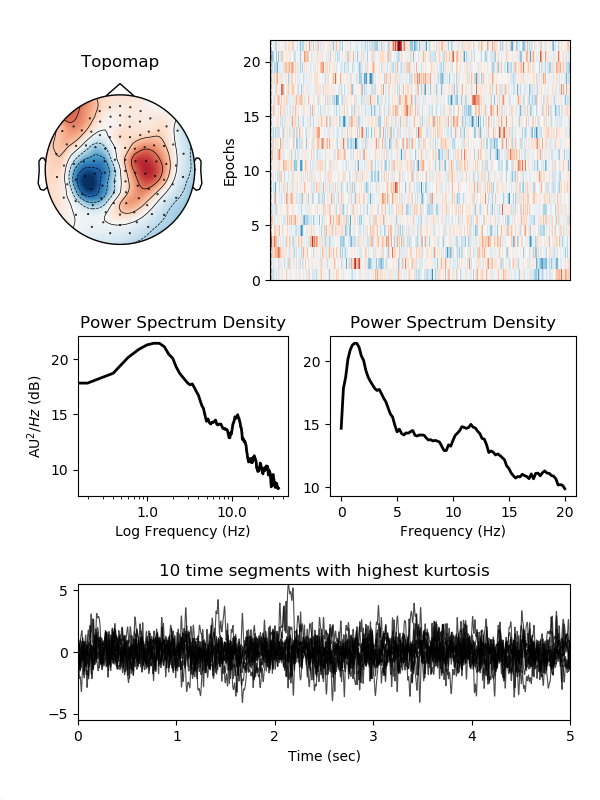 Topomap
Epochs
20
15
10
5
0
Power Spectrum Density
AU²/Hz (dB)
20
15
10
1.0 10.0
Log Frequency (Hz)
Power Spectrum Density
20
15
10
0 5 10 15 20
Frequency (Hz)
10 time segments with highest kurtosis
5
0
−5
0 1 2 3 4 5
Time (sec)